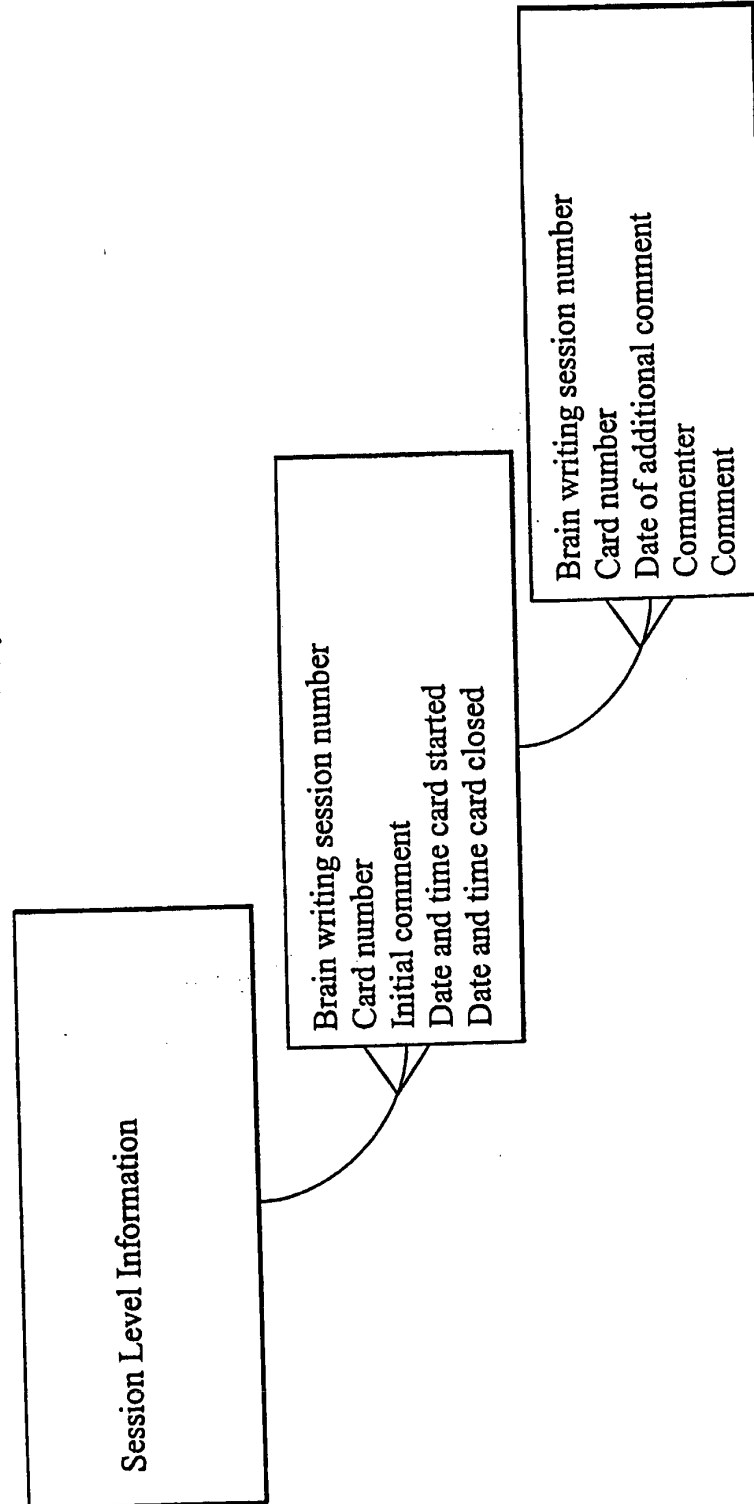 Session Level Information
Brain writing session number
Card number
Initial comment
Date and time card started
Date and time card closed
Brain writing session number
Card number
Date of additional comment
Commenter
Comment